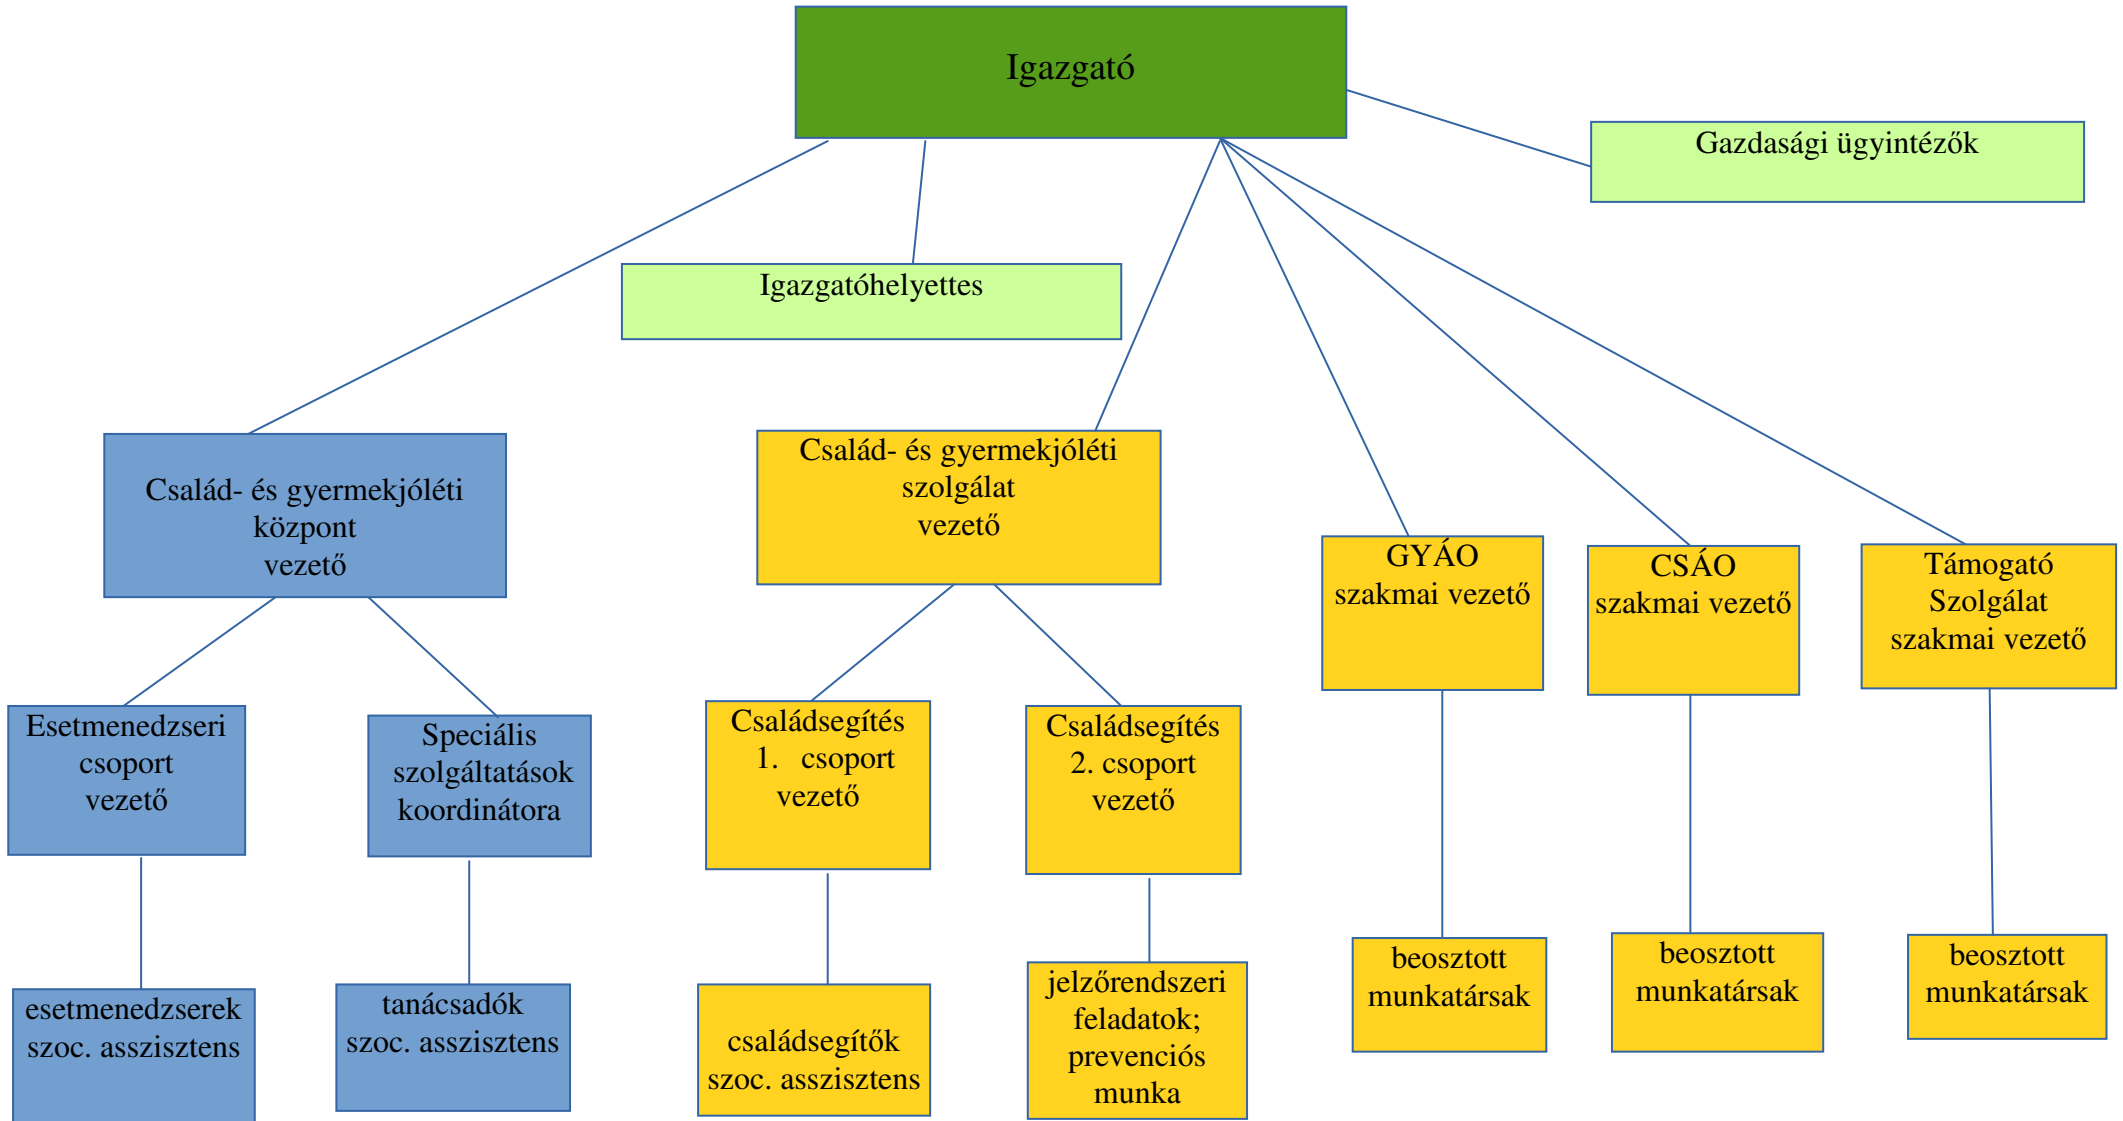 Igazgató
Gazdasági ügyintézők
Igazgatóhelyettes
Család- és gyermekjóléti
központ
vezető
Család- és gyermekjóléti
szolgálat
vezető
GYÁO
szakmai vezető
CSÁO
szakmai vezető
Támogató
Szolgálat
szakmai vezető
Esetmenedzseri
csoport
vezető
Speciális
szolgáltatások
koordinátora
Családsegítés
1. csoport
vezető
Családsegítés
2. csoport
vezető
esetmenedzserek
szoc. asszisztens
tanácsadók
szoc. asszisztens
családsegítők
szoc. asszisztens
jelzőrendszeri
feladatok;
prevenciós
munka
beosztott
munkatársak
beosztott
munkatársak
beosztott
munkatársak